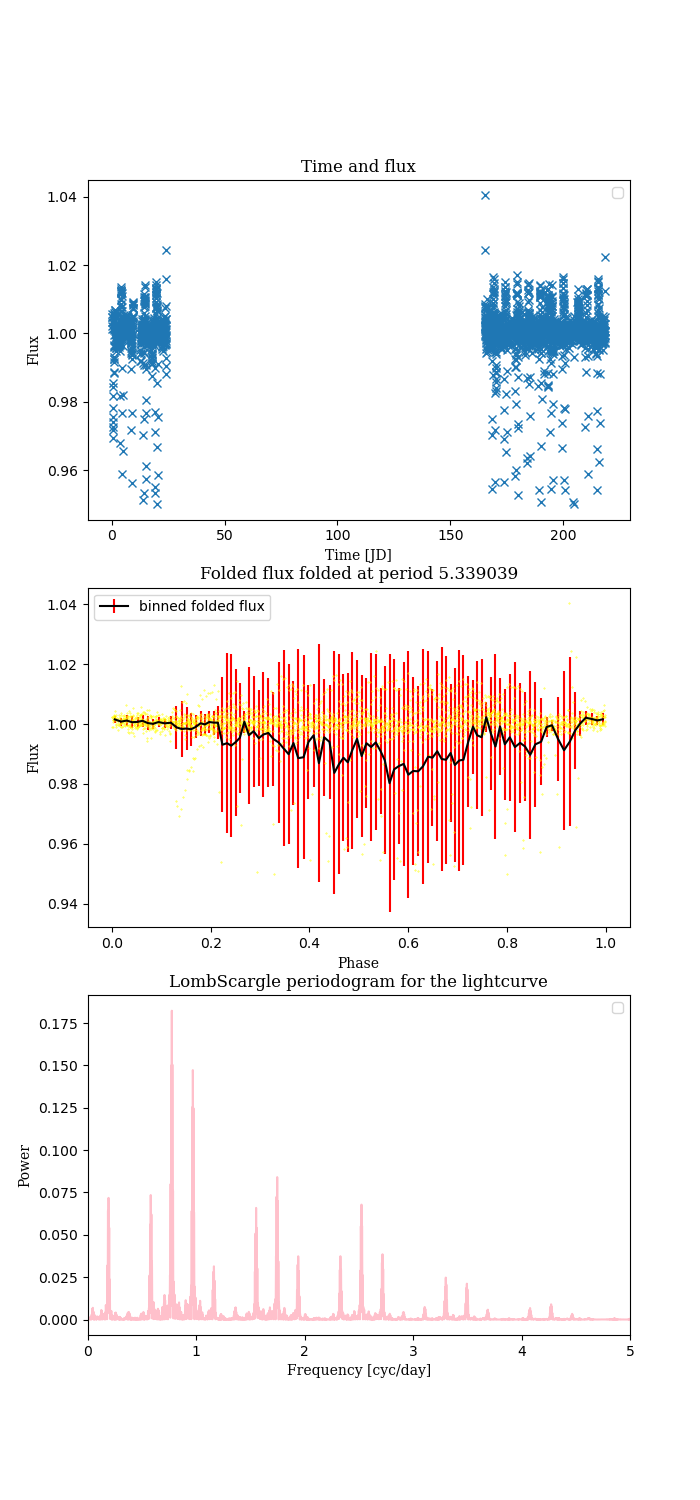 Time and flux
1.04
1.02
1.00
0.98
0.96
Flux
0 50 100 150 200
Time [JD]
Folded flux folded at period 5.339039
binned folded flux
1.04
1.02
1.00
0.98
0.96
0.94
Flux
0.0 0.2 0.4 0.6 0.8 1.0
Phase
LombScargle periodogram for the lightcurve
0.175
0.150
0.125
0.100
0.075
0.050
0.025
0.000
Power
0 1 2 3 4 5
Frequency [cyc/day]